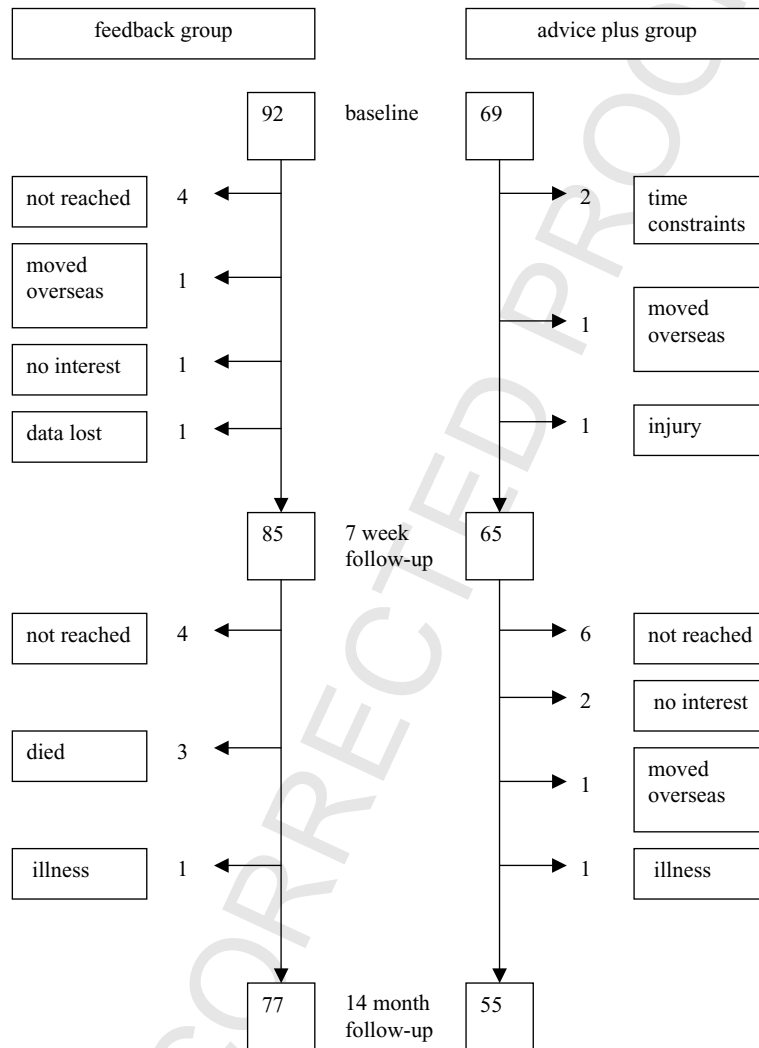 feedback group
advice plus group
92
baseline
69
not reached
4
2
time
constraints
moved
overseas
1
1
moved
overseas
no interest
1
data lost
1
1
injury
85
7 week
follow-up
65
not reached
4
6
not reached
2
no interest
died
3
1
moved
overseas
illness
1
1
illness
77
14 month
follow-up
55
CORRECTED PROO